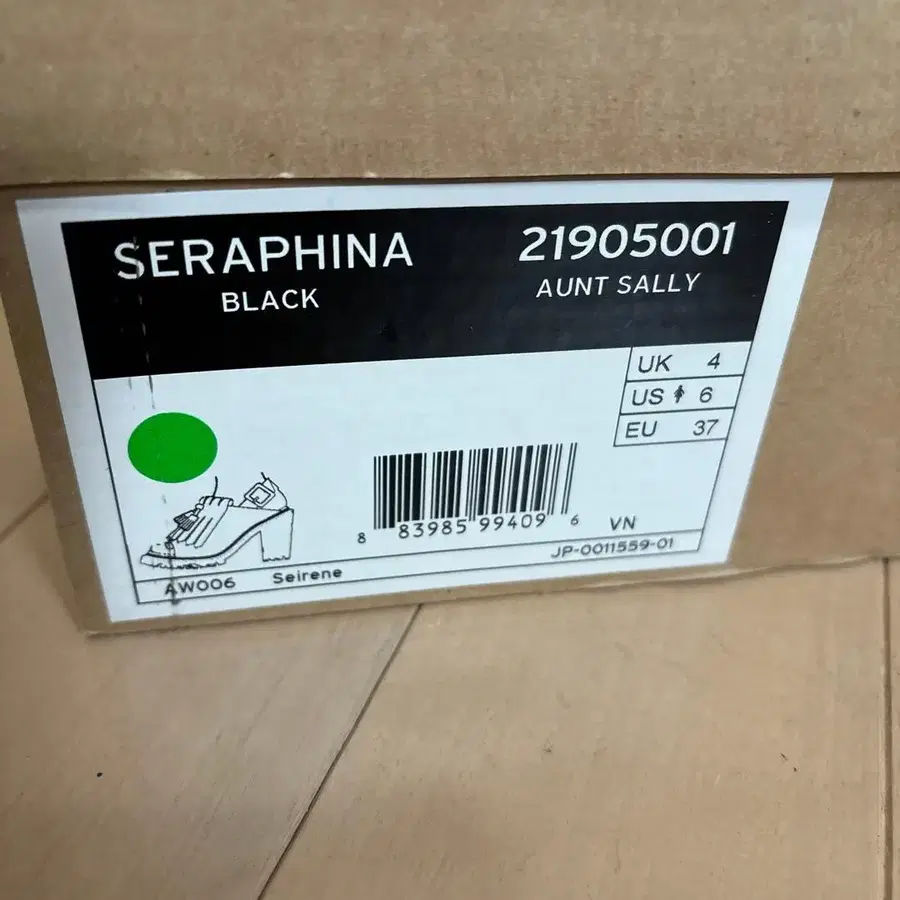 SERAPHINA
BLACK
21905001
AUNT SALLY
UK 4
US 6
EU 37
8 83985 99409 6
VN
JP-0011559-01
AW006 Seirene